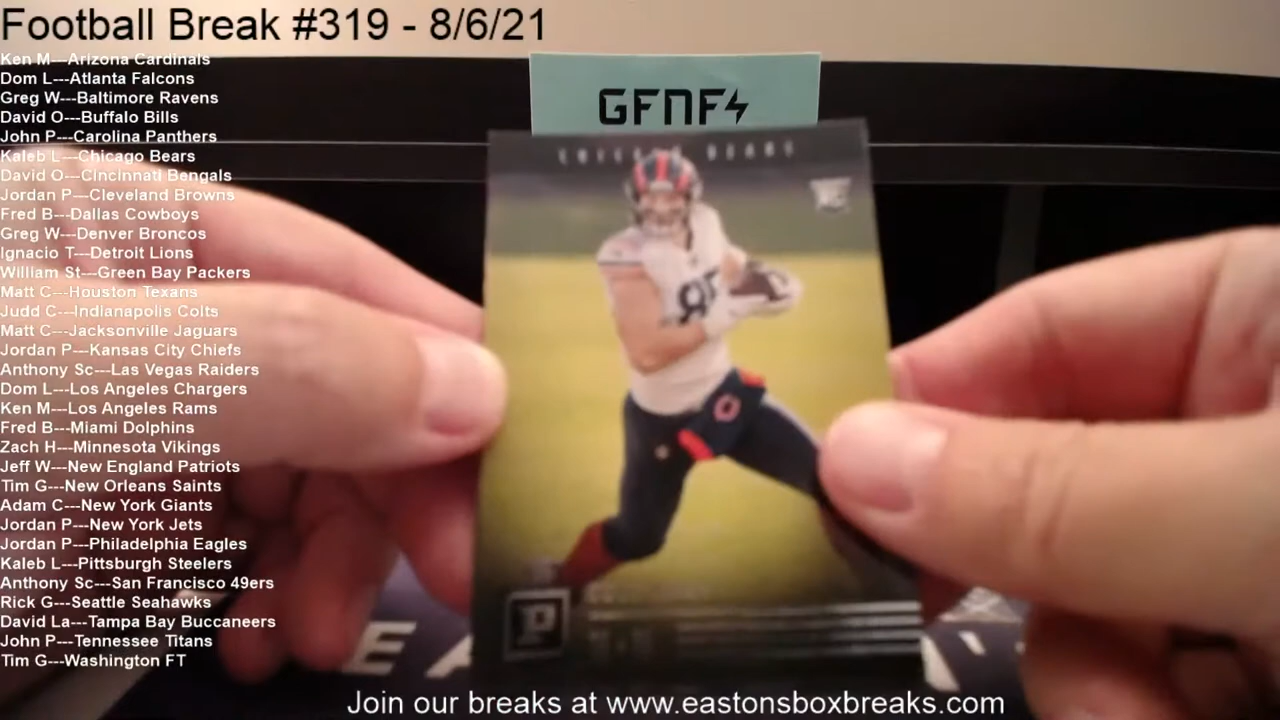 Football Break #319 - 8/6/21
Ken M---Arizona Cardinals
Dom L---Atlanta Falcons
Greg W---Baltimore Ravens
David O---Buffalo Bills
John P---Carolina Panthers
Kaleb L---Chicago Bears
David O---Cincinnati Bengals
Jordan P---Cleveland Browns
Fred B---Dallas Cowboys
Greg W---Denver Broncos
Ignacio T---Detroit Lions
William St---Green Bay Packers
Matt C---Houston Texans
Judd C---Indianapolis Colts
Matt C---Jacksonville Jaguars
Jordan P---Kansas City Chiefs
Anthony Sc---Las Vegas Raiders
Dom L---Los Angeles Chargers
Ken M---Los Angeles Rams
Fred B---Miami Dolphins
Zach H---Minnesota Vikings
Jeff W---New England Patriots
Tim G---New Orleans Saints
Adam C---New York Giants
Jordan P---New York Jets
Jordan P---Philadelphia Eagles
Kaleb L---Pittsburgh Steelers
Anthony Sc---San Francisco 49ers
Rick G---Seattle Seahawks
David La---Tampa Bay Buccaneers
John P---Tennessee Titans
Tim G---Washington FT
GFNF
CHICAGO BEARS
RC
P
Join our breaks at www.eastonsboxbreaks.com